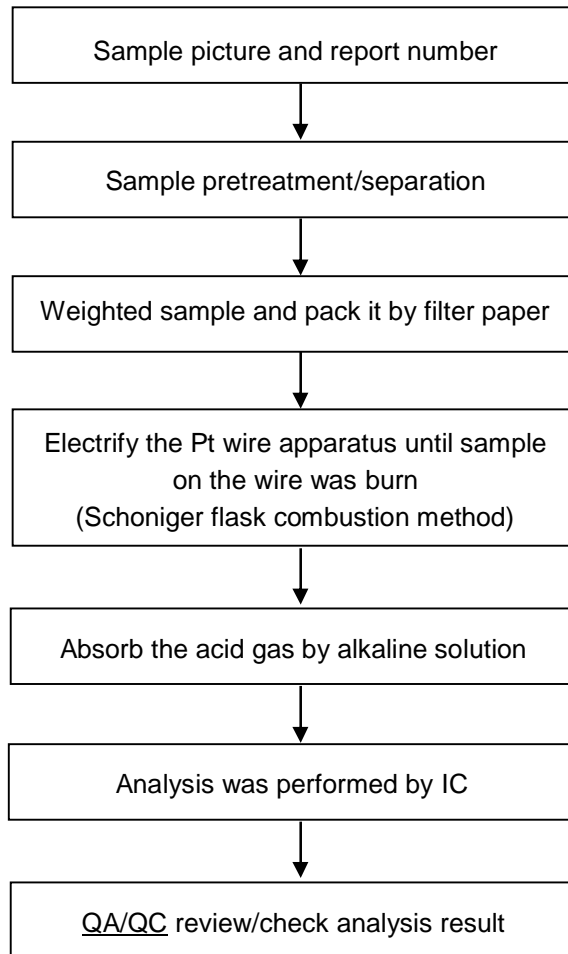 Sample picture and report number
Sample pretreatment/separation
Weighted sample and pack it by filter paper
Electrify the Pt wire apparatus until sample
on the wire was burn
(Schoniger flask combustion method)
Absorb the acid gas by alkaline solution
Analysis was performed by IC
QA/QC review/check analysis result